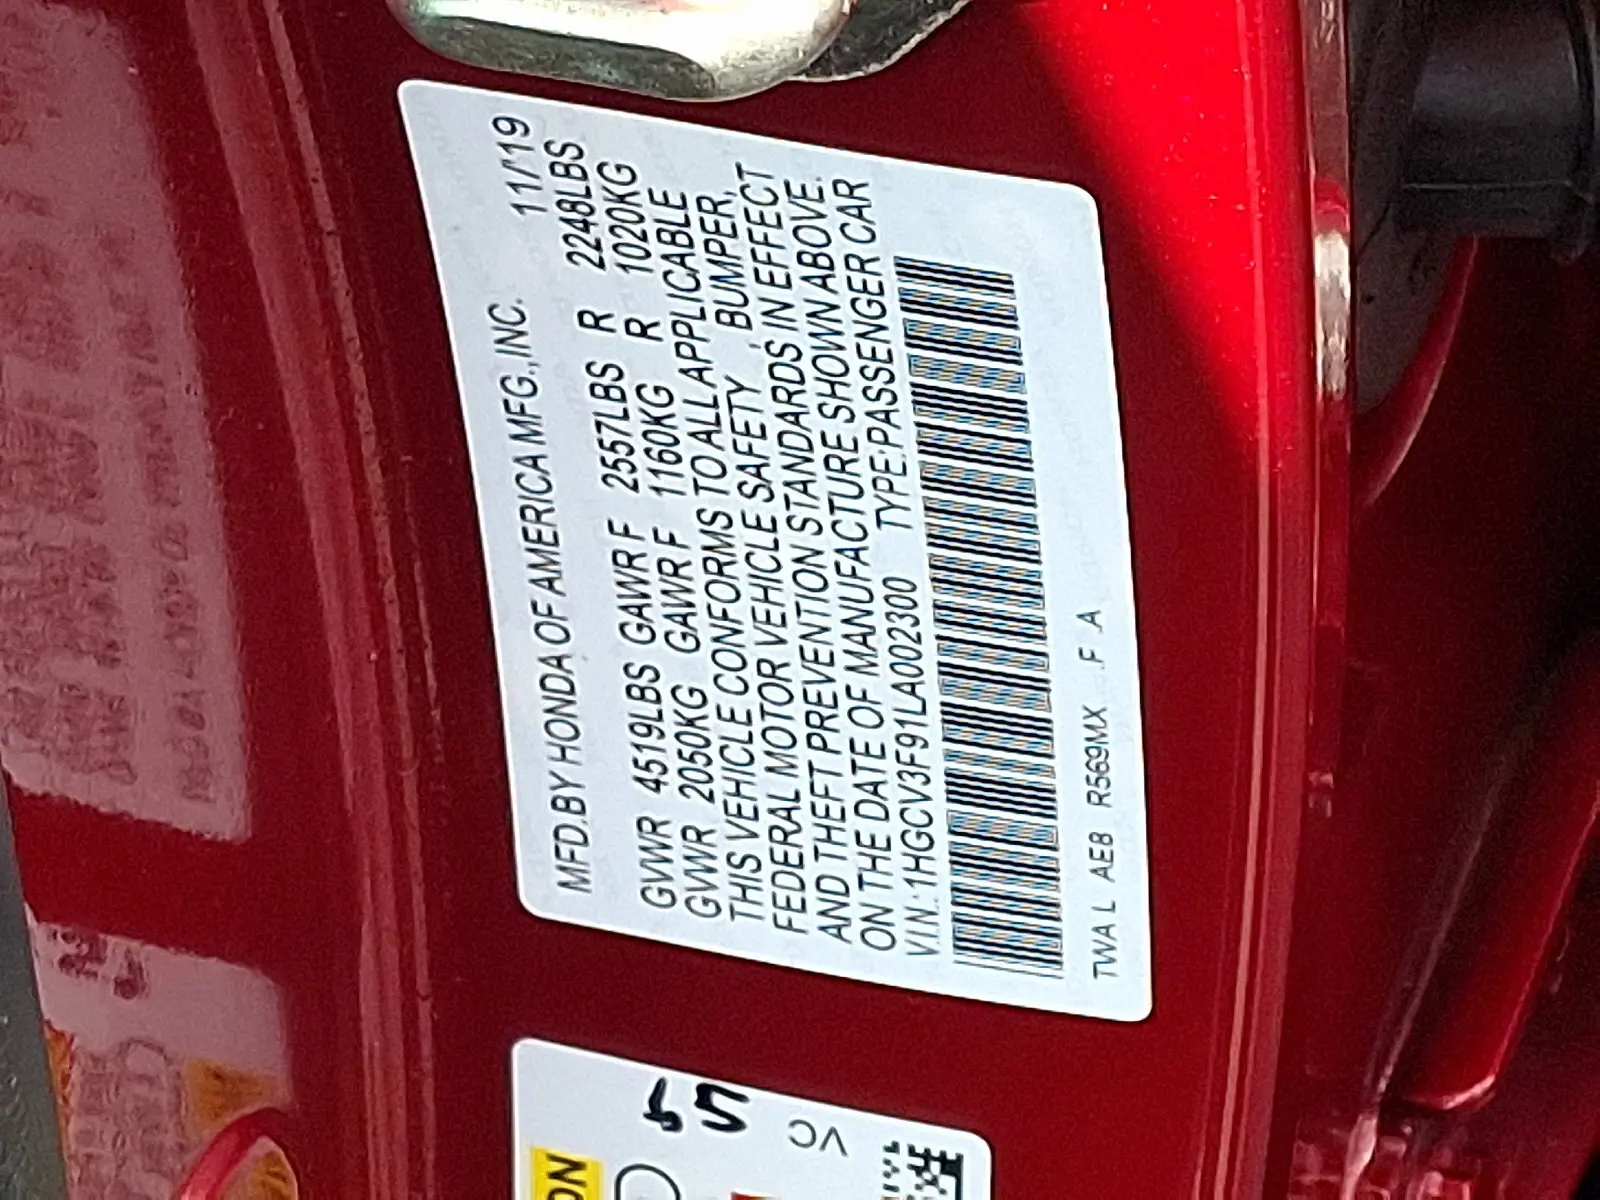 MFD.BY HONDA OF AMERICA MFG.,INC. 11/19
GVWR 4519LBS GAWR F 2557LBS R 2248LBS
GVWR 2050KG GAWR F 1160KG R 1020KG
THIS VEHICLE CONFORMS TO ALL APPLICABLE
FEDERAL MOTOR VEHICLE SAFETY , BUMPER,
AND THEFT PREVENTION STANDARDS IN EFFECT
ON THE DATE OF MANUFACTURE SHOWN ABOVE.
V.I.N.:1HGCV3F91LA002300 TYPE:PASSENGER CAR
TWA L AE8 R569MX F A
VC